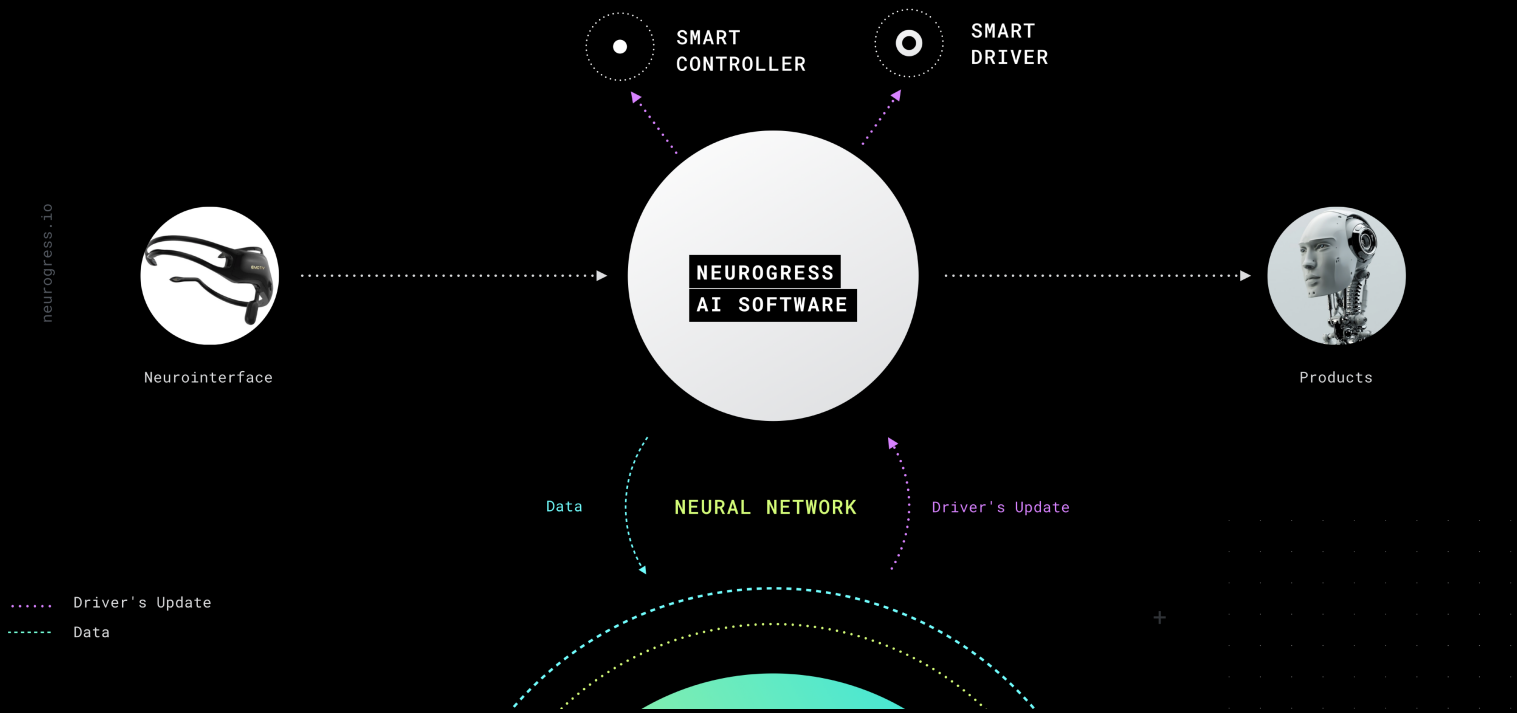 SMART
CONTROLLER
SMART
DRIVER
neurogress.io
NEUROGRESS
AI SOFTWARE
Neurointerface
Products
Data
NEURAL NETWORK
Driver's Update
Driver's Update
Data